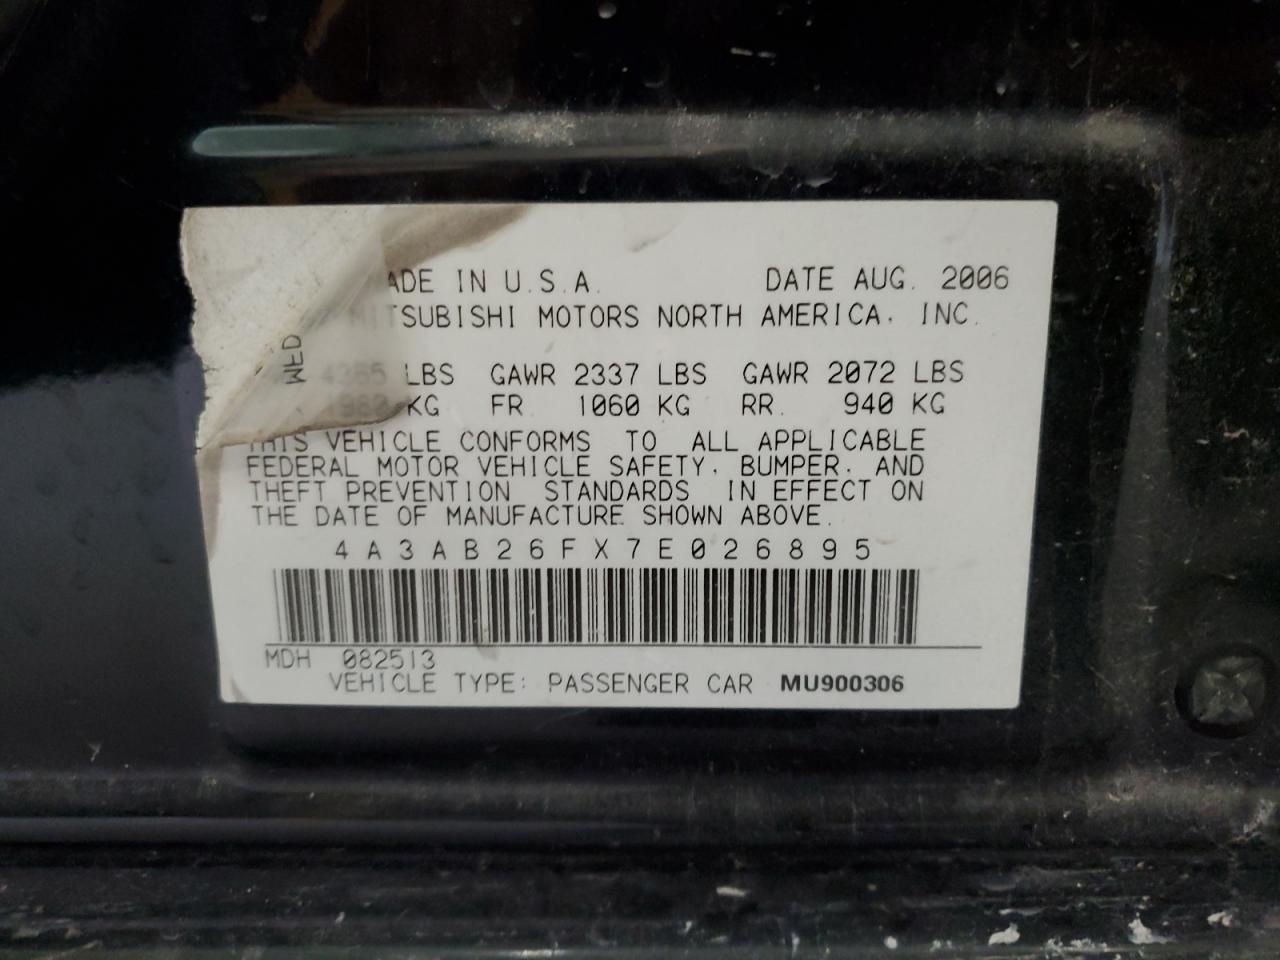 ADE IN U.S.A. DATE AUG. 2006
MITSUBISHI MOTORS NORTH AMERICA, INC.
4365 LBS GAWR 2337 LBS GAWR 2072 LBS
1980 KG FR. 1060 KG RR. 940 KG
THIS VEHICLE CONFORMS TO ALL APPLICABLE
FEDERAL MOTOR VEHICLE SAFETY, BUMPER, AND
THEFT PREVENTION STANDARDS IN EFFECT ON
THE DATE OF MANUFACTURE SHOWN ABOVE.
4A3AB26FX7E026895
MDH 082513
VEHICLE TYPE: PASSENGER CAR MU900306